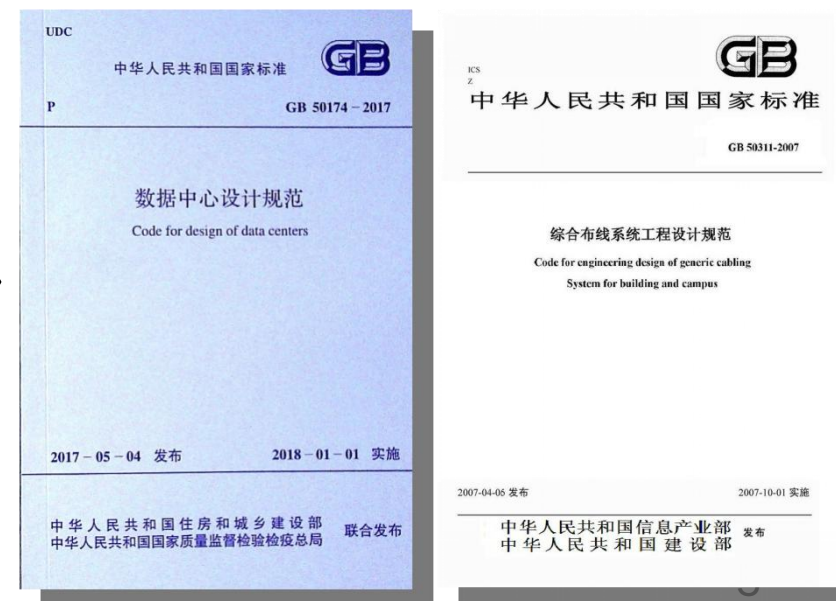 UDC
GB
中华人民共和国国家标准
P
GB 50174－2017
数据中心设计规范
Code for design of data centers
2017－05－04 发布
2018－01－01 实施
中华人民共和国住房和城乡建设部
中华人民共和国国家质量监督检验检疫总局
联合发布
GB
ICS
Z
中华人民共和国国家标准
GB 50311-2007
综合布线系统工程设计规范
Code for engineering design of generic cabling
System for building and campus
2007-04-06 发布
2007-10-01 实施
中华人民共和国信息产业部
中华人民共和国建设部
发布